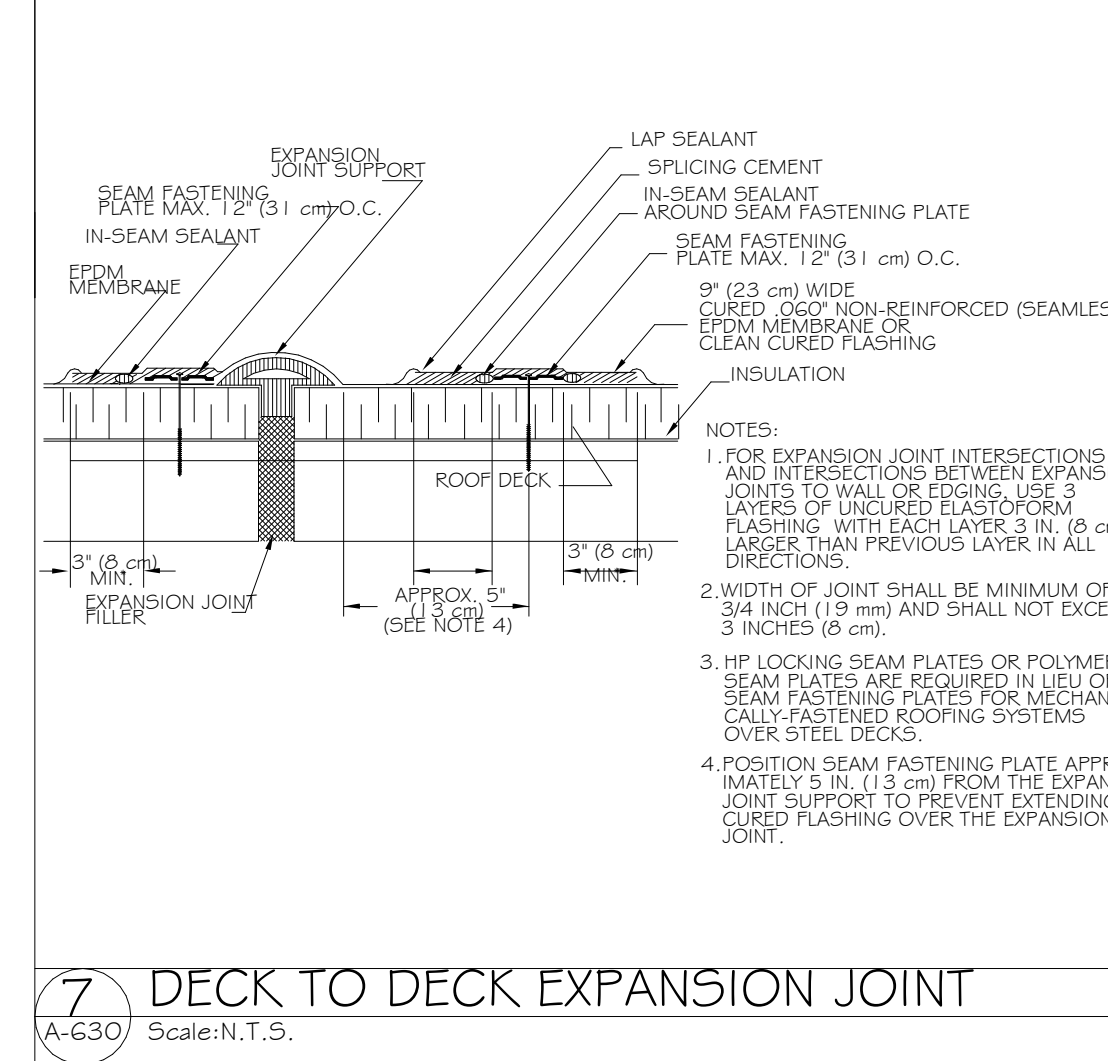 EXPANSION
JOINT SUPPORT
SEAM FASTENING
PLATE MAX. 12" (31 cm) O.C.
IN-SEAM SEALANT
EPDM
MEMBRANE
LAP SEALANT
SPLICING CEMENT
IN-SEAM SEALANT
AROUND SEAM FASTENING PLATE
SEAM FASTENING
PLATE MAX. 12" (31 cm) O.C.
9" (23 cm) WIDE
CURED .060" NON-REINFORCED (SEAMLES
EPDM MEMBRANE OR
CLEAN CURED FLASHING
INSULATION
ROOF DECK
3" (8 cm)
MIN.
EXPANSION JOINT
FILLER
APPROX. 5"
(13 cm)
(SEE NOTE 4)
3" (8 cm)
MIN.
NOTES:
1. FOR EXPANSION JOINT INTERSECTIONS
AND INTERSECTIONS BETWEEN EXPANS
JOINTS TO WALL OR EDGING, USE 3
LAYERS OF UNCURED ELASTOFORM
FLASHING WITH EACH LAYER 3 IN. (8 cm
LARGER THAN PREVIOUS LAYER IN ALL
DIRECTIONS.
2. WIDTH OF JOINT SHALL BE MINIMUM OF
3/4 INCH (19 mm) AND SHALL NOT EXCE
3 INCHES (8 cm).
3. HP LOCKING SEAM PLATES OR POLYMER
SEAM PLATES ARE REQUIRED IN LIEU OF
SEAM FASTENING PLATES FOR MECHAN
CALLY-FASTENED ROOFING SYSTEMS
OVER STEEL DECKS.
4. POSITION SEAM FASTENING PLATE APPR
IMATELY 5 IN. (13 cm) FROM THE EXPAN
JOINT SUPPORT TO PREVENT EXTENDING
CURED FLASHING OVER THE EXPANSION
JOINT.
7
A-630
DECK TO DECK EXPANSION JOINT
Scale:N.T.S.